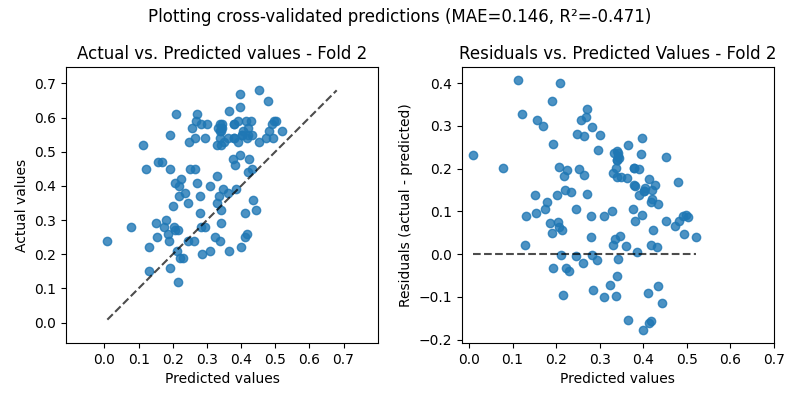 Plotting cross-validated predictions (MAE=0.146, R²=-0.471)
Actual vs. Predicted values - Fold 2
Actual values
0.7
0.6
0.5
0.4
0.3
0.2
0.1
0.0
0.0 0.1 0.2 0.3 0.4 0.5 0.6 0.7
Predicted values
Residuals vs. Predicted Values - Fold 2
Residuals (actual - predicted)
0.4
0.3
0.2
0.1
0.0
−0.1
−0.2
0.0 0.1 0.2 0.3 0.4 0.5 0.6 0.7
Predicted values